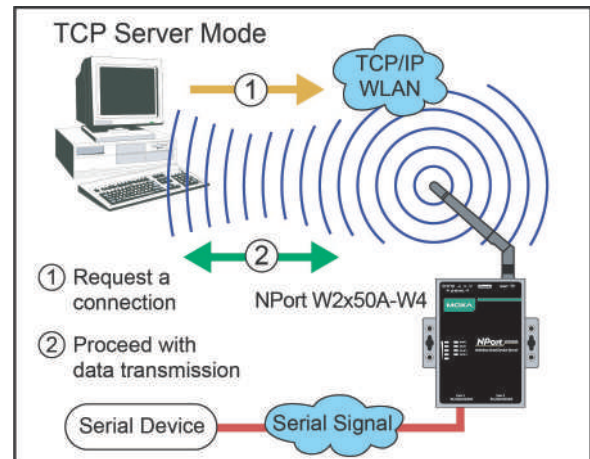 TCP Server Mode
1
TCP/IP
WLAN
2
1 Request a
connection
NPort W2x50A-W4
2 Proceed with
data transmission
MOXA
NPort
Serial Device
Serial Signal